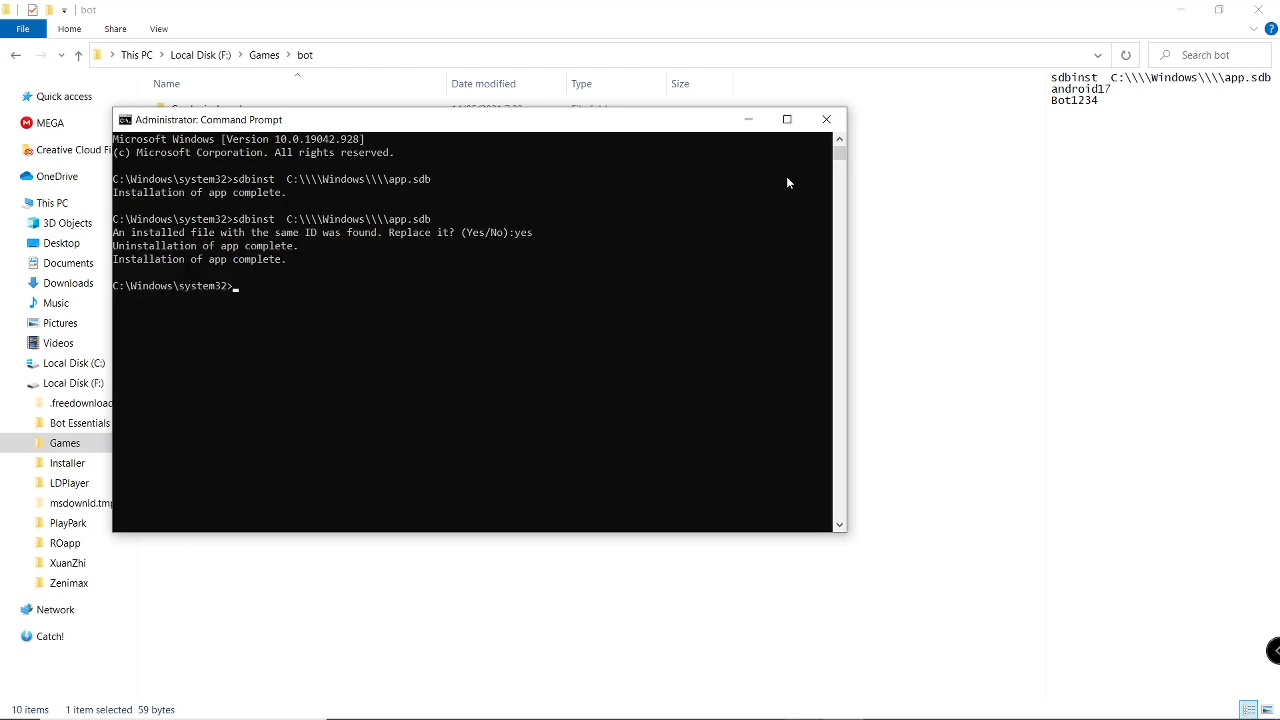 bot
File
Home
Share
View
This PC
Local Disk (F:)
Games
bot
Search bot
Name
Date modified
Type
Size
sdbinst  C:\\\\Windows\\\\app.sdb
android17
Bot1234
Quick access
MEGA
Creative Cloud Fi
OneDrive
This PC
3D Objects
Desktop
Documents
Downloads
Music
Pictures
Videos
Local Disk (C:)
Local Disk (F:)
.freedownload
Bot Essentials
Games
Installer
LDPlayer
msdownld.tmp
PlayPark
ROapp
XuanZhi
Zenimax
Network
Catch!
Administrator: Command Prompt
Microsoft Windows [Version 10.0.19042.928]
(c) Microsoft Corporation. All rights reserved.
C:\Windows\system32>sdbinst  C:\\\\Windows\\\\app.sdb
Installation of app complete.
C:\Windows\system32>sdbinst  C:\\\\Windows\\\\app.sdb
An installed file with the same ID was found. Replace it? (Yes/No):yes
Uninstallation of app complete.
Installation of app complete.
C:\Windows\system32>
10 items
1 item selected  59 bytes